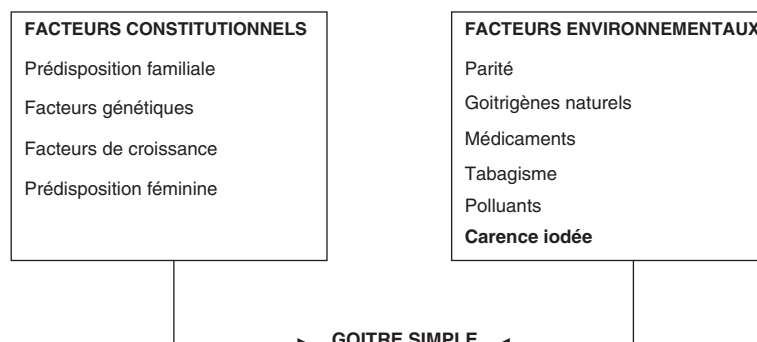 FACTEURS CONSTITUTIONNELS
Prédisposition familiale
Facteurs génétiques
Facteurs de croissance
Prédisposition féminine
FACTEURS ENVIRONNEMENTAUX
Parité
Goitrigènes naturels
Médicaments
Tabagisme
Polluants
Carence iodée
GOITRE SIMPLE